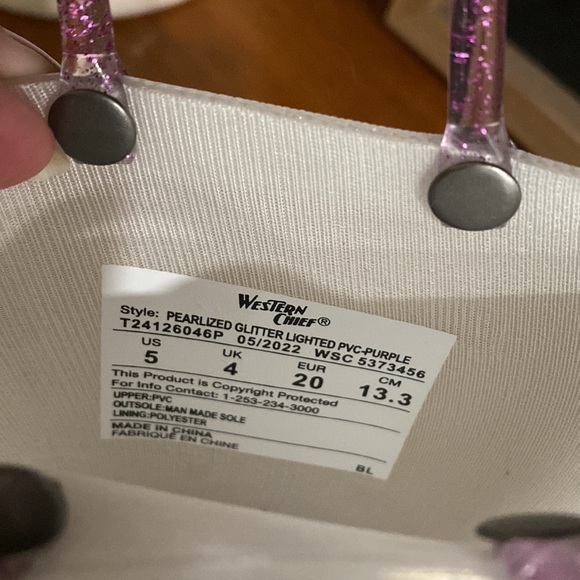 WESTERN
CHIEF®
Style: PEARLIZED GLITTER LIGHTED PVC-PURPLE
T24126046P 05/2022 WSC 5373456
US UK EUR CM
5 4 20 13.3
This Product is Copyright Protected
For Info Contact: 1-253-234-3000
UPPER:PVC
OUTSOLE:MAN MADE SOLE
LINING:POLYESTER
MADE IN CHINA
FABRIQUÉ EN CHINE
BL